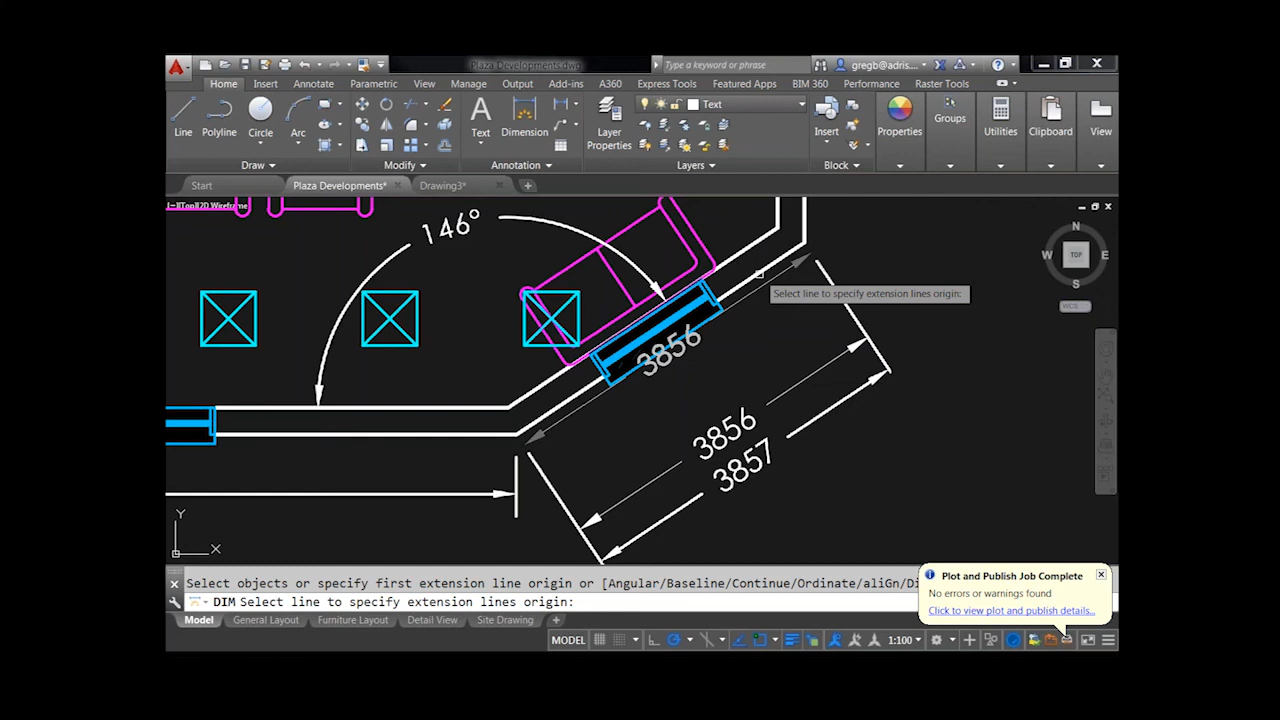 Plaza Developments.dwg
Type a keyword or phrase
gregb@adris...
Home Insert Annotate Parametric View Manage Output Add-ins A360 Express Tools Featured Apps BIM 360 Performance Raster Tools
Text
Line Polyline Circle Arc
Text Dimension
Layer Properties
Insert
Properties
Groups
Utilities
Clipboard
View
Draw Modify Annotation Layers Block
Start Plaza Developments* Drawing3*
[-][Top][2D Wireframe
146°
N
W TOP E
S
WCS
Select line to specify extension lines origin:
3856
3856
3857
Y
X
Select objects or specify first extension line origin or [Angular/Baseline/Continue/Ordinate/aliGn/Di
DIM Select line to specify extension lines origin:
Plot and Publish Job Complete
No errors or warnings found
Click to view plot and publish details...
Model General Layout Furniture Layout Detail View Site Drawing
MODEL
1:100